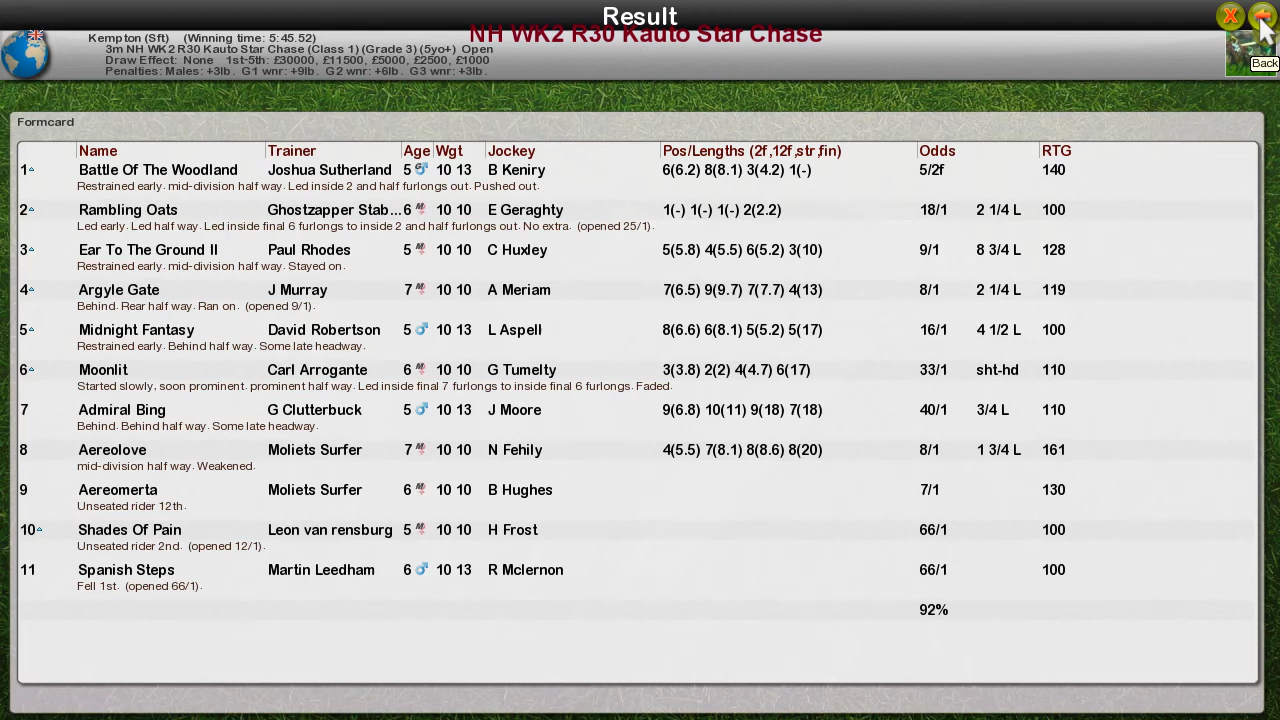 Result
NH WK2 R30 Kauto Star Chase
Kempton (Sft) (Winning time: 5:45.52)
3m NH WK2 R30 Kauto Star Chase (Class 1) (Grade 3) (5yo+) Open
Draw Effect: None 1st-5th: £30000, £11500, £5000, £2500, £1000
Penalties: Males: +3lb. G1 wnr: +9lb. G2 wnr: +6lb. G3 wnr: +3lb.
Back
Formcard
Name Trainer Age Wgt Jockey Pos/Lengths (2f,12f,str,fin) Odds RTG
1 Battle Of The Woodland Joshua Sutherland 5 10 13 B Keniry 6(6.2) 8(8.1) 3(4.2) 1(-) 5/2f 140
Restrained early. mid-division half way. Led inside 2 and half furlongs out. Pushed out.
2 Rambling Oats Ghostzapper Stab... 6 10 10 E Geraghty 1(-) 1(-) 1(-) 2(2.2) 18/1 2 1/4 L 100
Led early. Led half way. Led inside final 6 furlongs to inside 2 and half furlongs out. No extra. (opened 25/1).
3 Ear To The Ground II Paul Rhodes 5 10 10 C Huxley 5(5.8) 4(5.5) 6(5.2) 3(10) 9/1 8 3/4 L 128
Restrained early. mid-division half way. Stayed on.
4 Argyle Gate J Murray 7 10 10 A Meriam 7(6.5) 9(9.7) 7(7.7) 4(13) 8/1 2 1/4 L 119
Behind. Rear half way. Ran on. (opened 9/1).
5 Midnight Fantasy David Robertson 5 10 13 L Aspell 8(6.6) 6(8.1) 5(5.2) 5(17) 16/1 4 1/2 L 100
Restrained early. Behind half way. Some late headway.
6 Moonlit Carl Arrogante 6 10 10 G Tumelty 3(3.8) 2(2) 4(4.7) 6(17) 33/1 sht-hd 110
Started slowly, soon prominent. prominent half way. Led inside final 7 furlongs to inside final 6 furlongs. Faded.
7 Admiral Bing G Clutterbuck 5 10 13 J Moore 9(6.8) 10(11) 9(18) 7(18) 40/1 3/4 L 110
Behind. Behind half way. Some late headway.
8 Aereolove Moliets Surfer 7 10 10 N Fehily 4(5.5) 7(8.1) 8(8.6) 8(20) 8/1 1 3/4 L 161
mid-division half way. Weakened.
9 Aereomerta Moliets Surfer 6 10 10 B Hughes 7/1 130
Unseated rider 12th.
10 Shades Of Pain Leon van rensburg 5 10 10 H Frost 66/1 100
Unseated rider 2nd. (opened 12/1).
11 Spanish Steps Martin Leedham 6 10 13 R Mclernon 66/1 100
Fell 1st. (opened 66/1).
92%